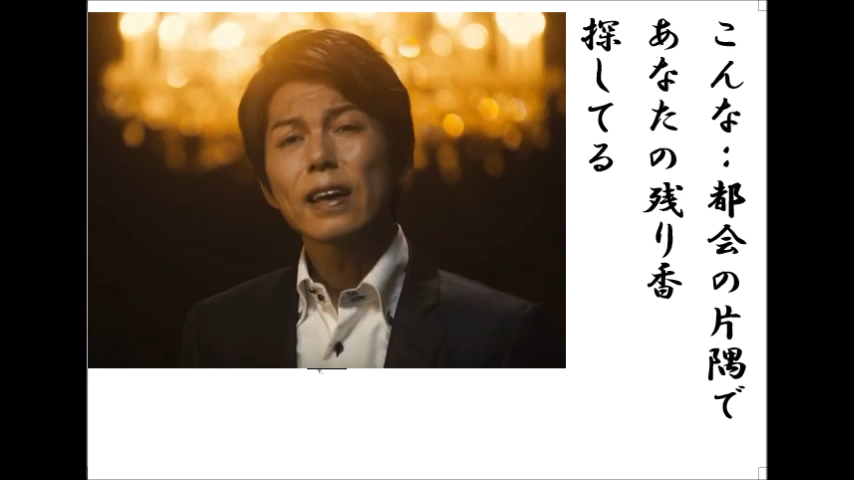 こんな：都会の片隅で
あなたの残り香
探してる